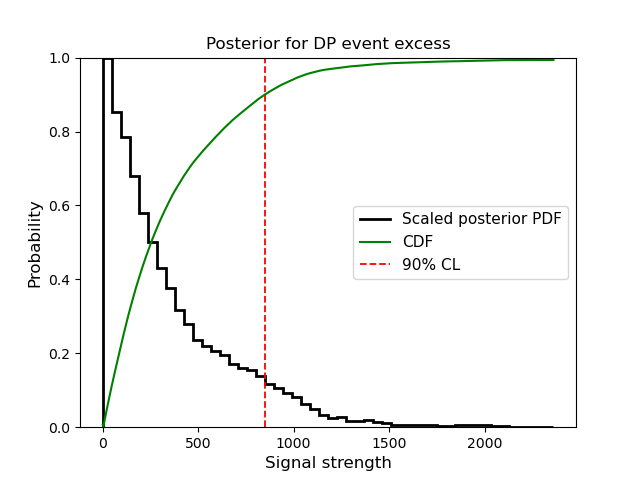 Posterior for DP event excess
Probability
1.0
0.8
0.6
0.4
0.2
0.0
Scaled posterior PDF
CDF
90% CL
0
500
1000
1500
2000
Signal strength